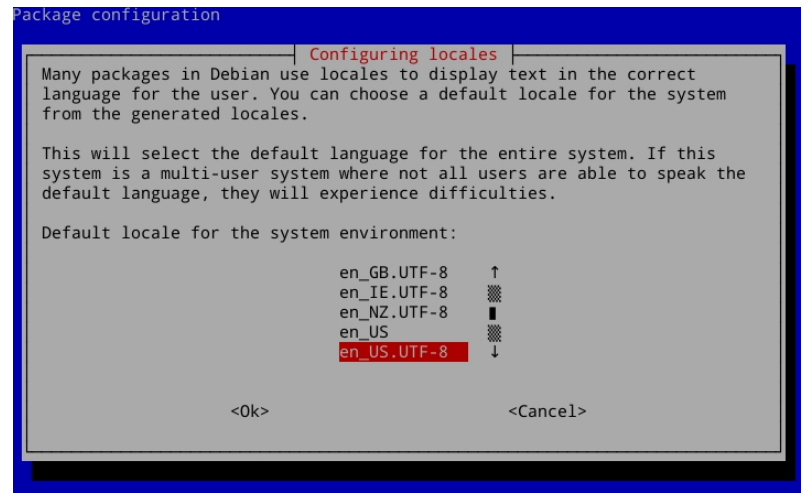 Package configuration
Configuring locales
Many packages in Debian use locales to display text in the correct
language for the user. You can choose a default locale for the system
from the generated locales.
This will select the default language for the entire system. If this
system is a multi-user system where not all users are able to speak the
default language, they will experience difficulties.
Default locale for the system environment:
en_GB.UTF-8 ↑
en_IE.UTF-8
en_NZ.UTF-8
en_US
en_US.UTF-8 ↓
<Ok> <Cancel>